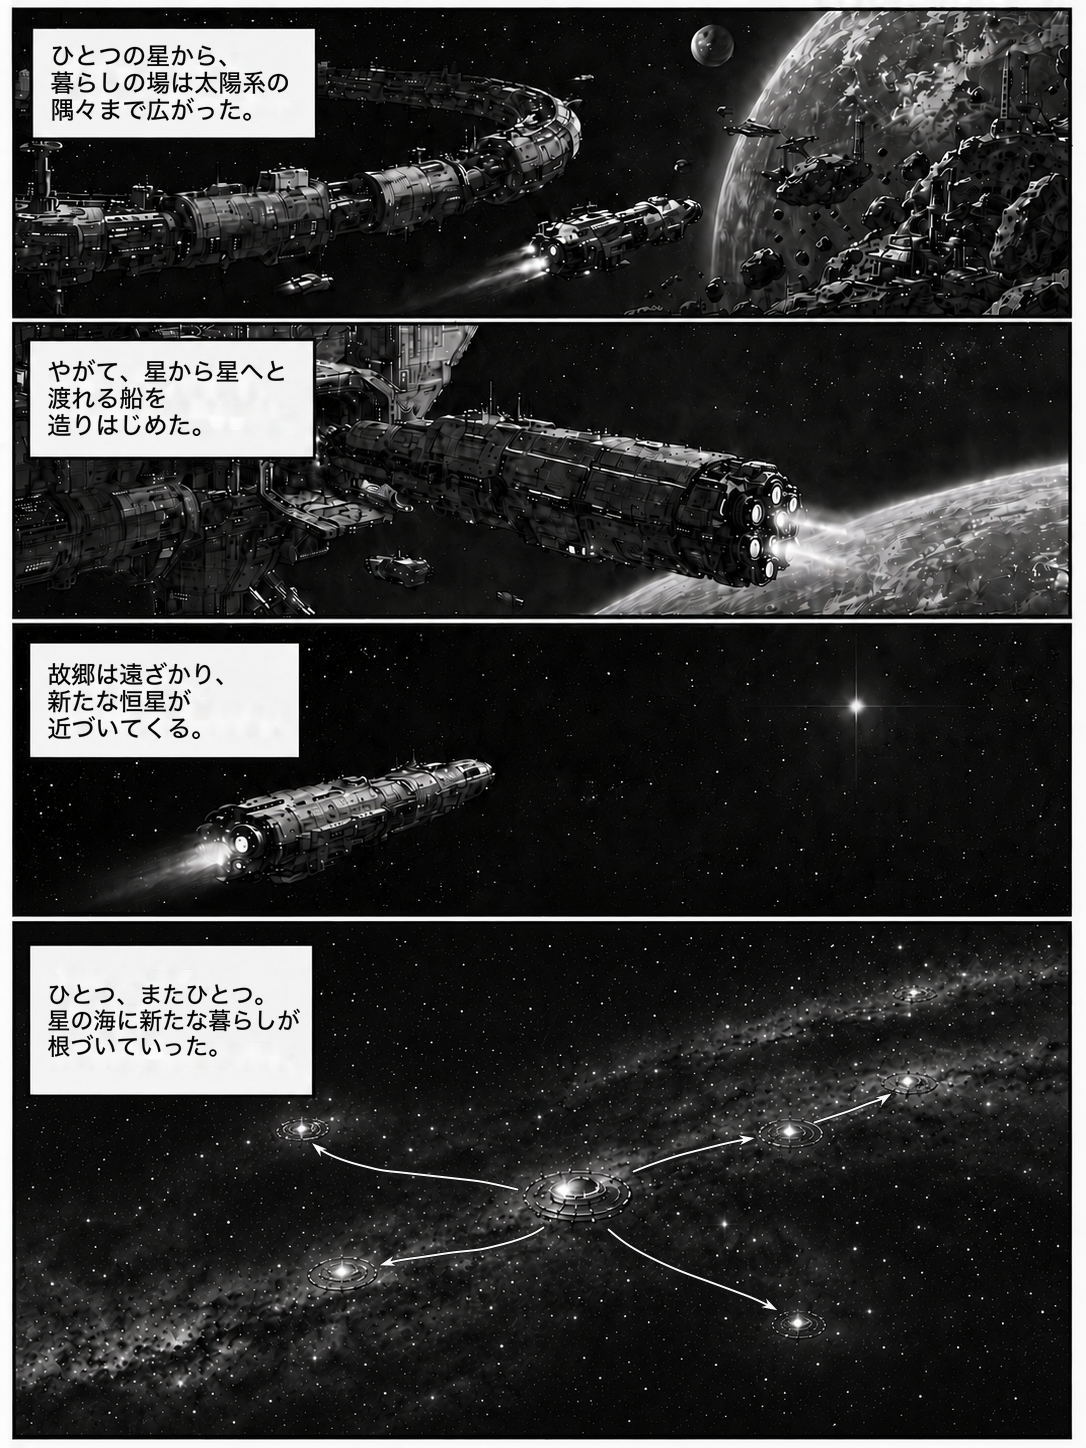 ひとつの星から、
暮らしの場は太陽系の
隅々まで広がった。
やがて、星から星へと
渡れる船を
造りはじめた。
故郷は遠ざかり、
新たな恒星が
近づいてくる。
ひとつ、またひとつ。
星の海に新たな暮らしが
根づいていった。